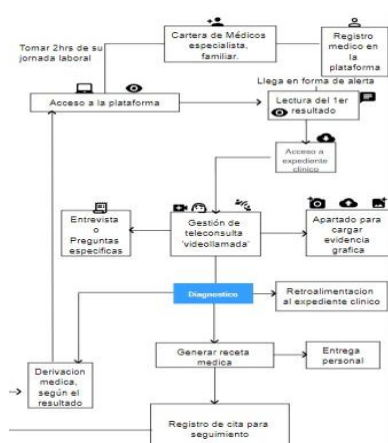 Tomar 2hrs de su
jornada laboral
Cartera de Médicos
especialista,
familiar.
Registro
medico en la
plataforma
Llega en forma de alerta
Acceso a la plataforma
Lectura del 1er
resultado
Acceso a
expediente
clinico
Entrevista
o
Preguntas
especificas
Gestión de
teleconsulta
'videollamada'
Apartado para
cargar
evidencia
grafica
Diagnostico
Retroalimentacion
al expediente clinico
Derivacion
medica,
según el
resultado
Generar receta
medica
Entrega
personal
Registro de cita para
seguimiento